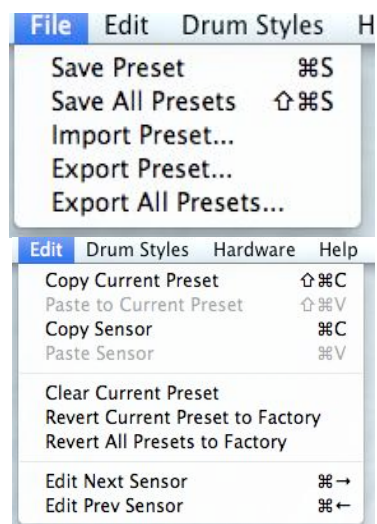 File Edit Drum Styles H
Save Preset ⌘S
Save All Presets ⇧⌘S
Import Preset...
Export Preset...
Export All Presets...
Edit Drum Styles Hardware Help
Copy Current Preset ⇧⌘C
Paste to Current Preset ⇧⌘V
Copy Sensor ⌘C
Paste Sensor ⌘V
Clear Current Preset
Revert Current Preset to Factory
Revert All Presets to Factory
Edit Next Sensor ⌘→
Edit Prev Sensor ⌘←